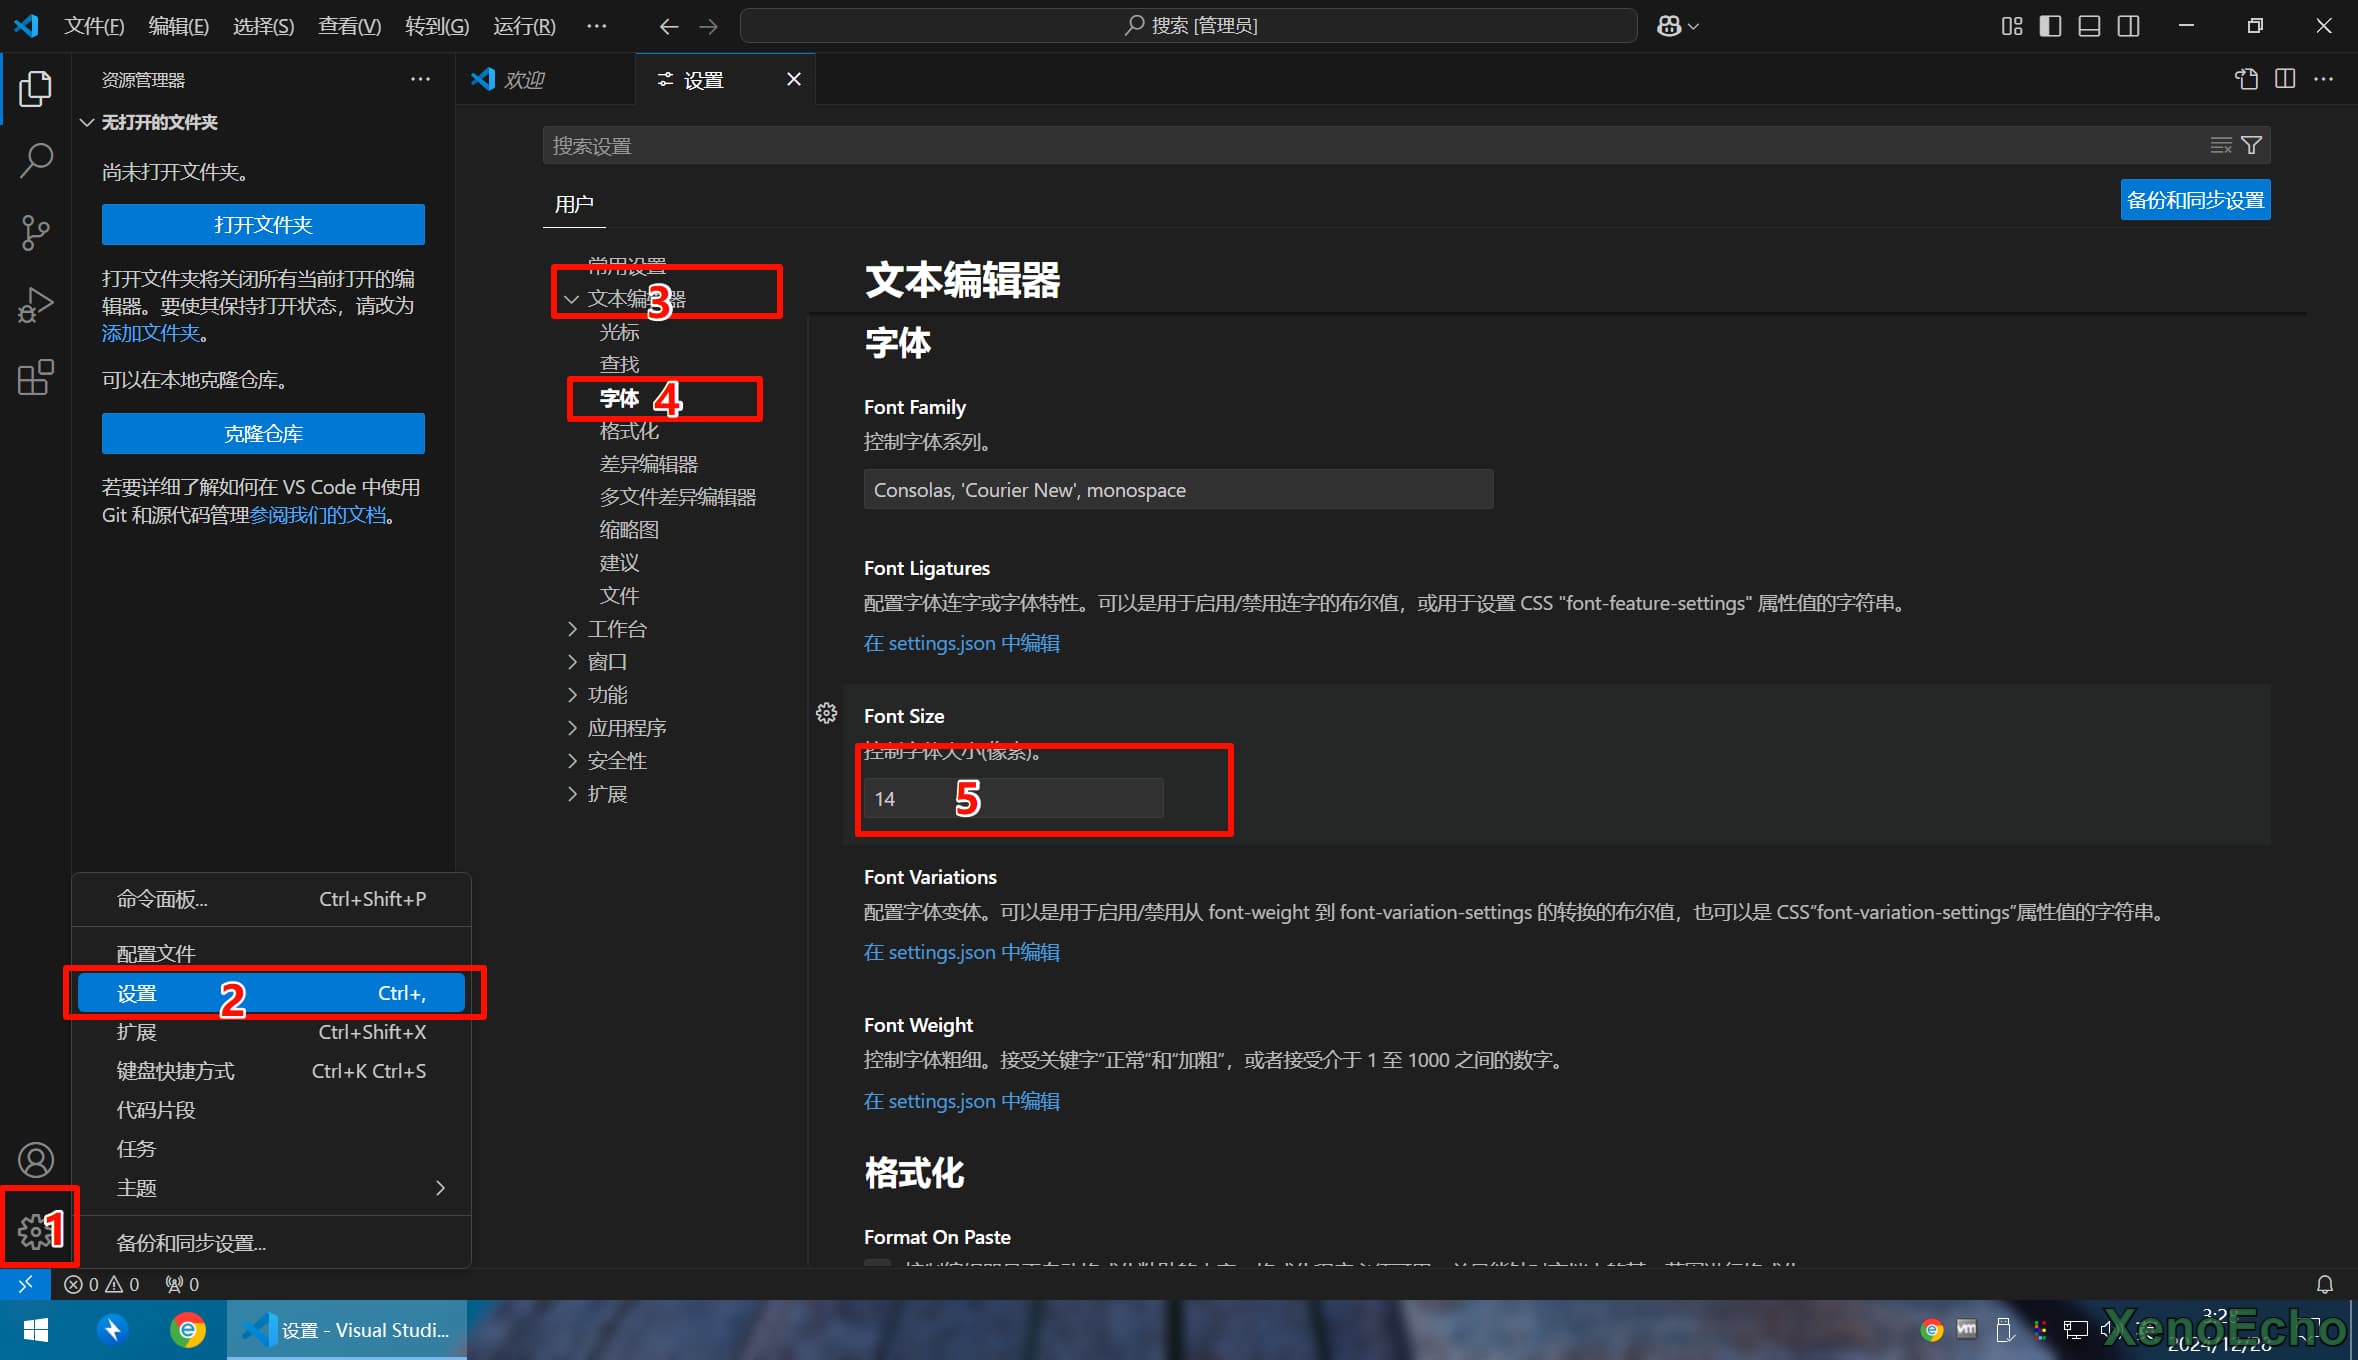 文件(F) 编辑(E) 选择(S) 查看(V) 转到(G) 运行(R) ··· 搜索 [管理员]
资源管理器 ···
欢迎 设置
无打开的文件夹
尚未打开文件夹。
打开文件夹
打开文件夹将关闭所有当前打开的编
辑器。要使其保持打开状态，请改为
添加文件夹。
可以在本地克隆仓库。
克隆仓库
若要详细了解如何在 VS Code 中使用
Git 和源代码管理参阅我们的文档。
搜索设置
用户
备份和同步设置
常用设置
文本编辑器
3
光标
查找
字体 4
格式化
差异编辑器
多文件差异编辑器
缩略图
建议
文件
工作台
窗口
功能
应用程序
安全性
扩展
文本编辑器
字体
Font Family
控制字体系列。
Consolas, 'Courier New', monospace
Font Ligatures
配置字体连字或字体特性。可以是用于启用/禁用连字的布尔值，或用于设置 CSS "font-feature-settings" 属性值的字符串。
在 settings.json 中编辑
Font Size
控制字体大小(像素)。
14 5
Font Variations
配置字体变体。可以是用于启用/禁用从 font-weight 到 font-variation-settings 的转换的布尔值，也可以是 CSS“font-variation-settings”属性值的字符串。
在 settings.json 中编辑
Font Weight
控制字体粗细。接受关键字“正常”和“加粗”，或者接受介于 1 至 1000 之间的数字。
在 settings.json 中编辑
格式化
Format On Paste
命令面板... Ctrl+Shift+P
配置文件
设置 2 Ctrl+,
扩展 Ctrl+Shift+X
键盘快捷方式 Ctrl+K Ctrl+S
代码片段
任务
主题
备份和同步设置...
1
0 0 0
设置 - Visual Studi...
vm
XenoEcho
2024/12/28